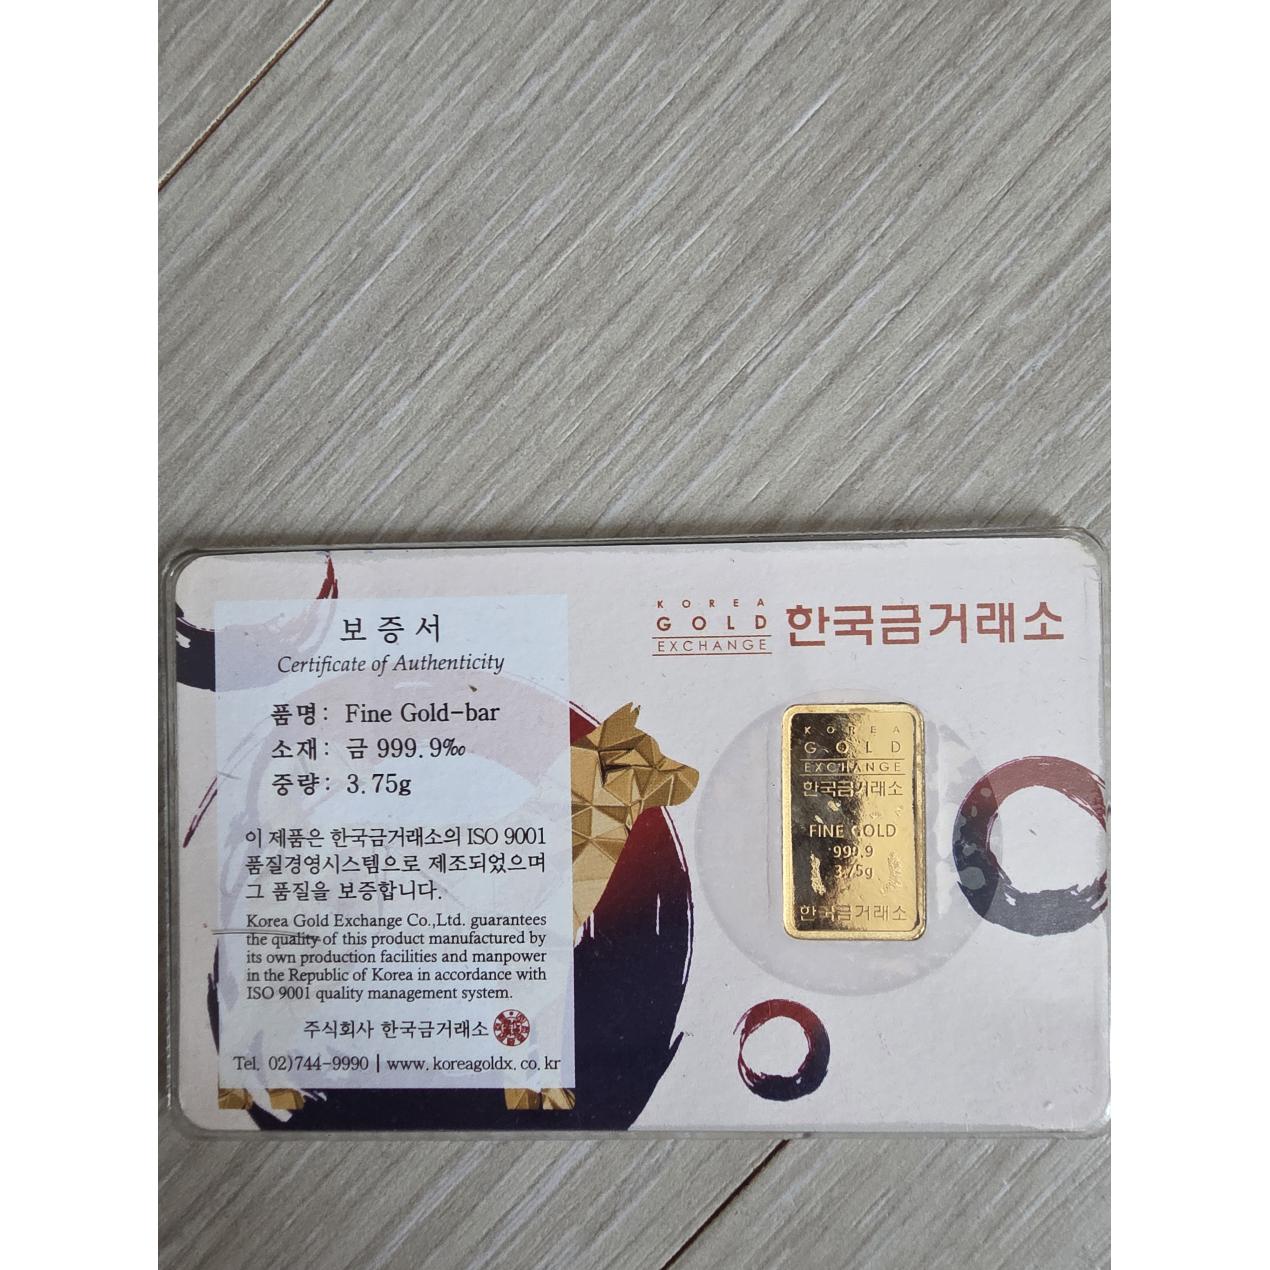 보증서
Certificate of Authenticity
품명: Fine Gold-bar
소재: 금 999.9‰
중량: 3.75g
이 제품은 한국금거래소의 ISO 9001
품질경영시스템으로 제조되었으며
그 품질을 보증합니다.
Korea Gold Exchange Co.,Ltd. guarantees
the quality of this product manufactured by
its own production facilities and manpower
in the Republic of Korea in accordance with
ISO 9001 quality management system.
주식회사 한국금거래소
Tel. 02)744-9990 | www.koreagoldx.co.kr
KOREA
GOLD
EXCHANGE
한국금거래소
KOREA
GOLD
EXCHANGE
한국금거래소
FINE GOLD
999.9
3.75g
한국금거래소